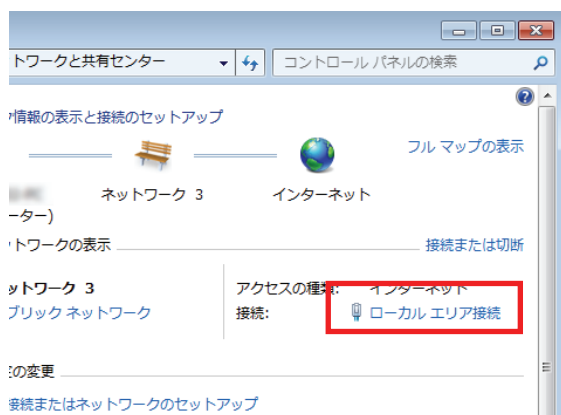 トワークと共有センター
コントロール パネルの検索
情報の表示と接続のセットアップ
フル マップの表示
ネットワーク 3
インターネット
ーター)
トワークの表示
接続または切断
ットワーク 3
アクセスの種類:
インターネット
ブリック ネットワーク
接続:
ローカル エリア接続
の変更
接続またはネットワークのセットアップ